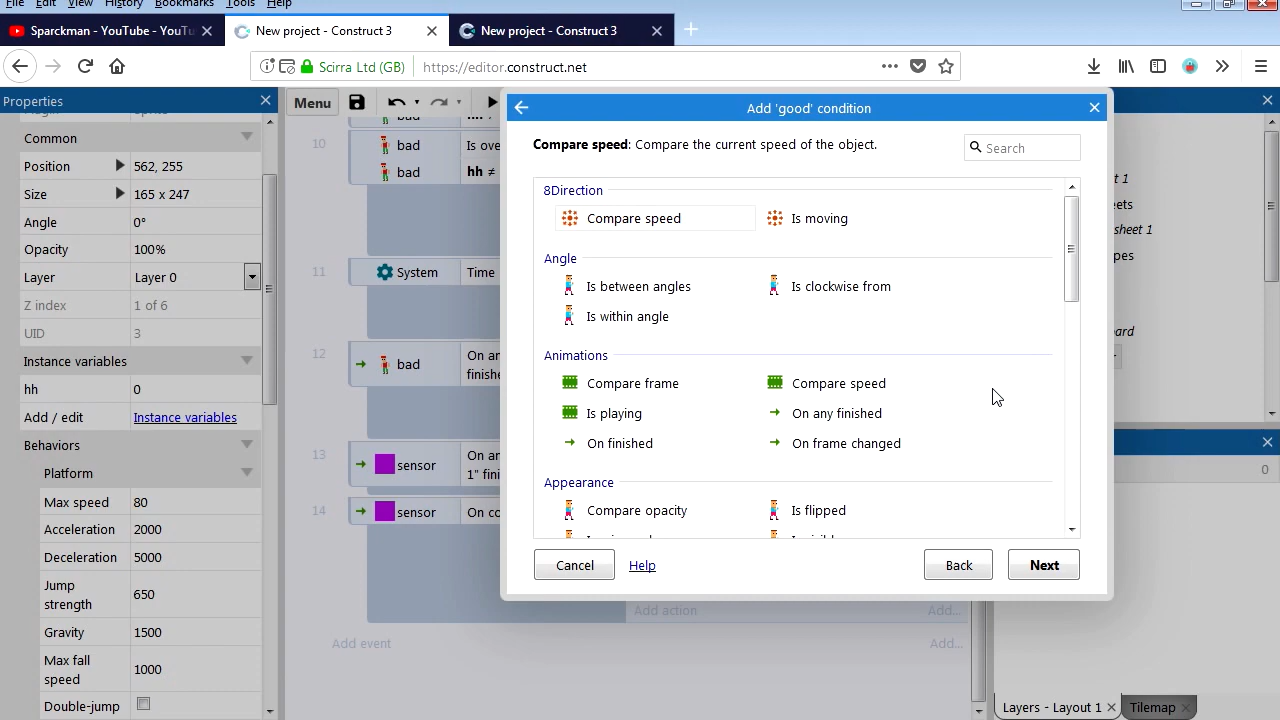 File Edit View History Bookmarks Tools Help
Sparckman - YouTube - YouTu
New project - Construct 3
New project - Construct 3
Scirra Ltd (GB)
https://editor.construct.net
Properties
Common
Position 562, 255
Size 165 x 247
Angle 0°
Opacity 100%
Layer Layer 0
Z index 1 of 6
UID 3
Instance variables
hh 0
Add / edit Instance variables
Behaviors
Platform
Max speed 80
Acceleration 2000
Deceleration 5000
Jump
strength 650
Gravity 1500
Max fall
speed 1000
Double-jump
Menu
bad
10 bad Is ove
bad hh ≠
11 System Time
12 bad On an
finishe
13 sensor On an
1" fini
14 sensor On co
Add action Add...
Add event Add...
Add 'good' condition
Compare speed: Compare the current speed of the object.
Search
8Direction
Compare speed Is moving
Angle
Is between angles Is clockwise from
Is within angle
Animations
Compare frame Compare speed
Is playing On any finished
On finished On frame changed
Appearance
Compare opacity Is flipped
Cancel Help Back Next
t 1
eets
sheet 1
pes
ard
0
Layers - Layout 1 Tilemap